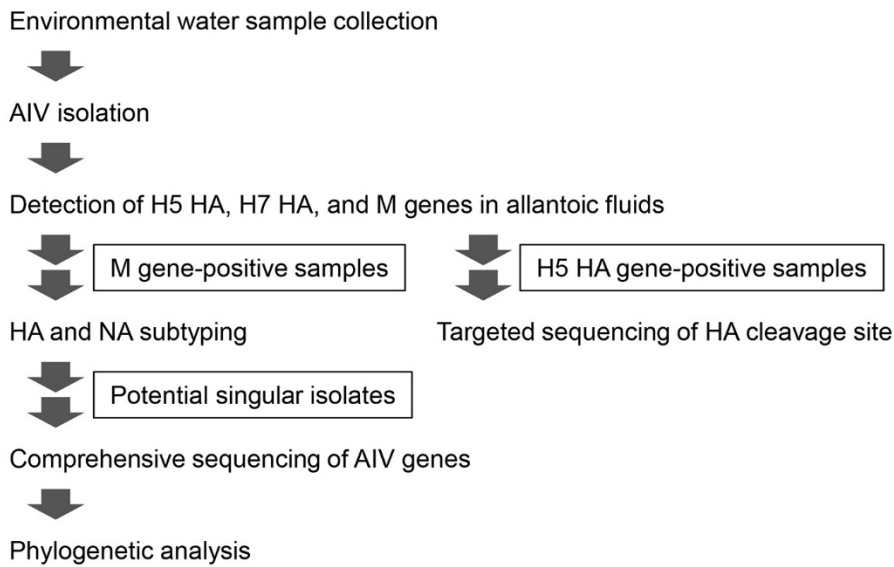 Environmental water sample collection
AIV isolation
Detection of H5 HA, H7 HA, and M genes in allantoic fluids
M gene-positive samples
H5 HA gene-positive samples
HA and NA subtyping
Targeted sequencing of HA cleavage site
Potential singular isolates
Comprehensive sequencing of AIV genes
Phylogenetic analysis